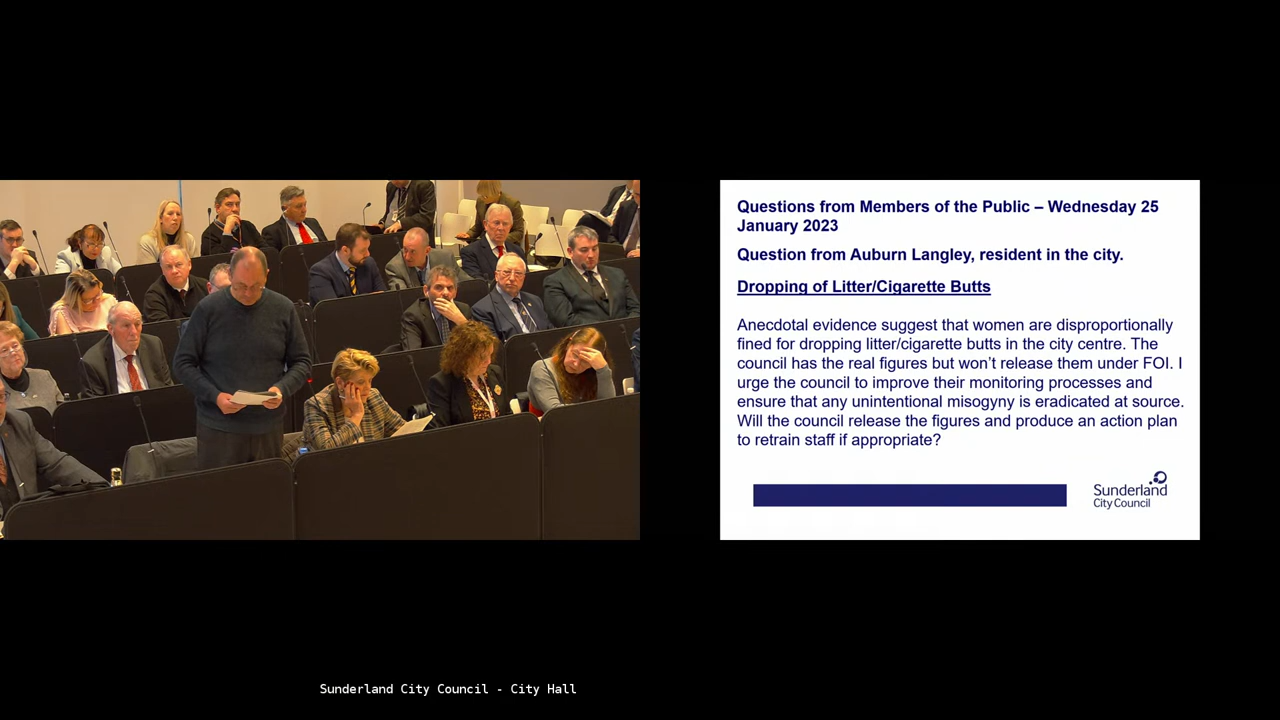 Questions from Members of the Public – Wednesday 25
January 2023
Question from Auburn Langley, resident in the city.
Dropping of Litter/Cigarette Butts
Anecdotal evidence suggest that women are disproportionally
fined for dropping litter/cigarette butts in the city centre. The
council has the real figures but won’t release them under FOI. I
urge the council to improve their monitoring processes and
ensure that any unintentional misogyny is eradicated at source.
Will the council release the figures and produce an action plan
to retrain staff if appropriate?
Sunderland
City Council
Sunderland City Council - City Hall